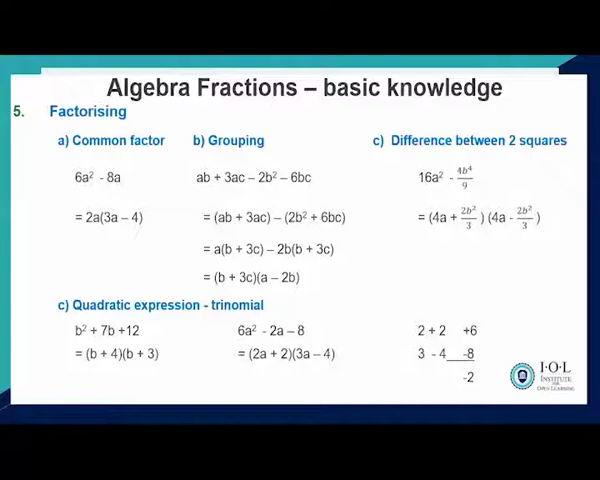 Algebra Fractions – basic knowledge
5. Factorising
a) Common factor b) Grouping c) Difference between 2 squares
6a² - 8a ab + 3ac – 2b² – 6bc 16a² - 4b⁴/9
= 2a(3a – 4) = (ab + 3ac) – (2b² + 6bc) = (4a + 2b²/3) (4a - 2b²/3)
= a(b + 3c) – 2b(b + 3c)
= (b + 3c)(a – 2b)
c) Quadratic expression - trinomial
b² + 7b +12 6a² - 2a – 8 2 + 2 +6
= (b + 4)(b + 3) = (2a + 2)(3a – 4) 3 - 4 -8
-2
I·O·L
INSTITUTE
FOR
OPEN LEARNING